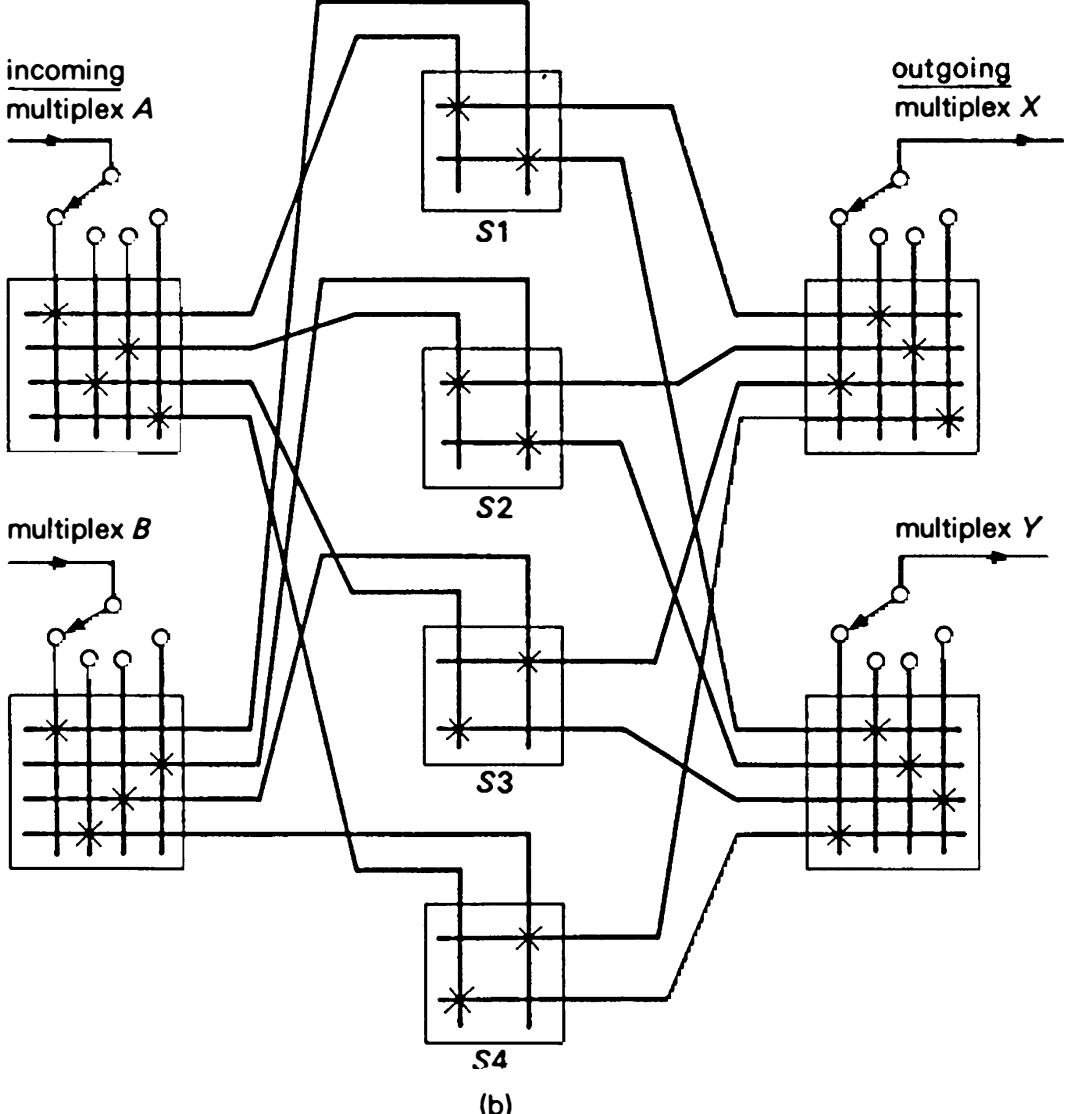 incoming
multiplex A
outgoing
multiplex X
S1
S2
multiplex B
multiplex Y
S3
S4
(b)